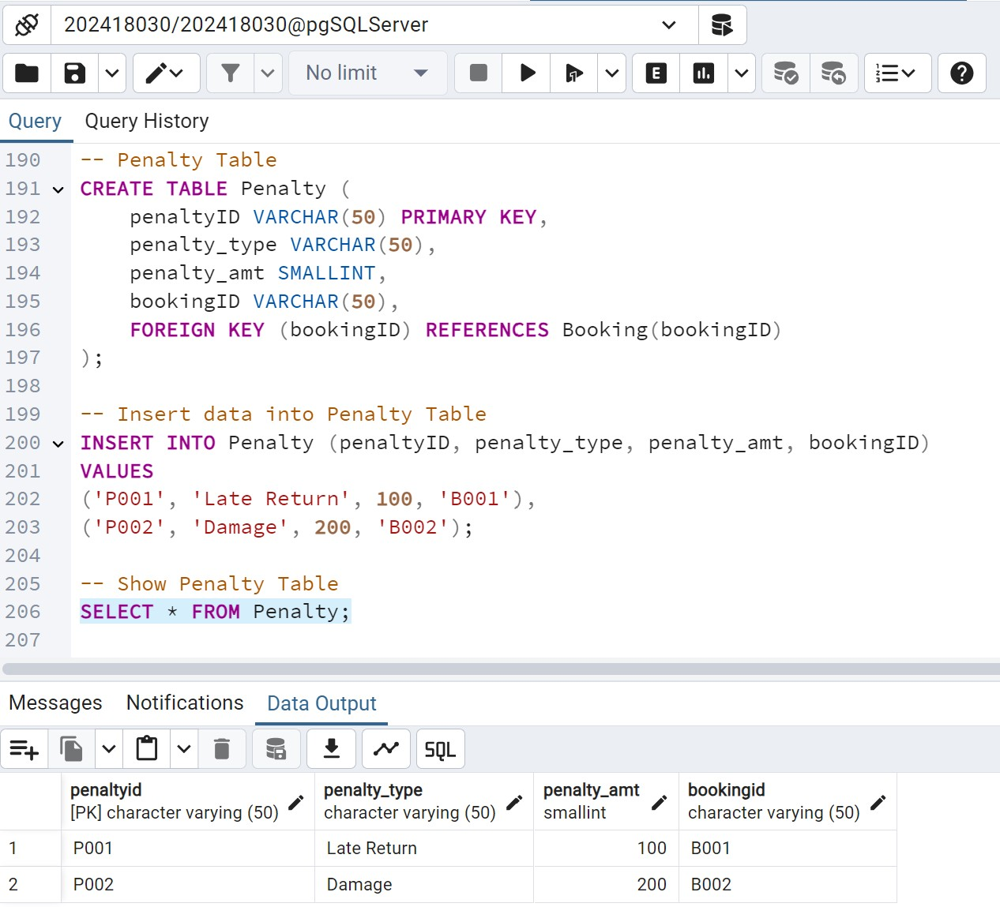 202418030/202418030@pgSQLServer
No limit
E
Query Query History
190 -- Penalty Table
191 CREATE TABLE Penalty (
192     penaltyID VARCHAR(50) PRIMARY KEY,
193     penalty_type VARCHAR(50),
194     penalty_amt SMALLINT,
195     bookingID VARCHAR(50),
196     FOREIGN KEY (bookingID) REFERENCES Booking(bookingID)
197 );
198
199 -- Insert data into Penalty Table
200 INSERT INTO Penalty (penaltyID, penalty_type, penalty_amt, bookingID)
201 VALUES
202 ('P001', 'Late Return', 100, 'B001'),
203 ('P002', 'Damage', 200, 'B002');
204
205 -- Show Penalty Table
206 SELECT * FROM Penalty;
207
Messages Notifications Data Output
SQL
penaltyid penalty_type penalty_amt bookingid
[PK] character varying (50) character varying (50) smallint character varying (50)
1 P001 Late Return 100 B001
2 P002 Damage 200 B002